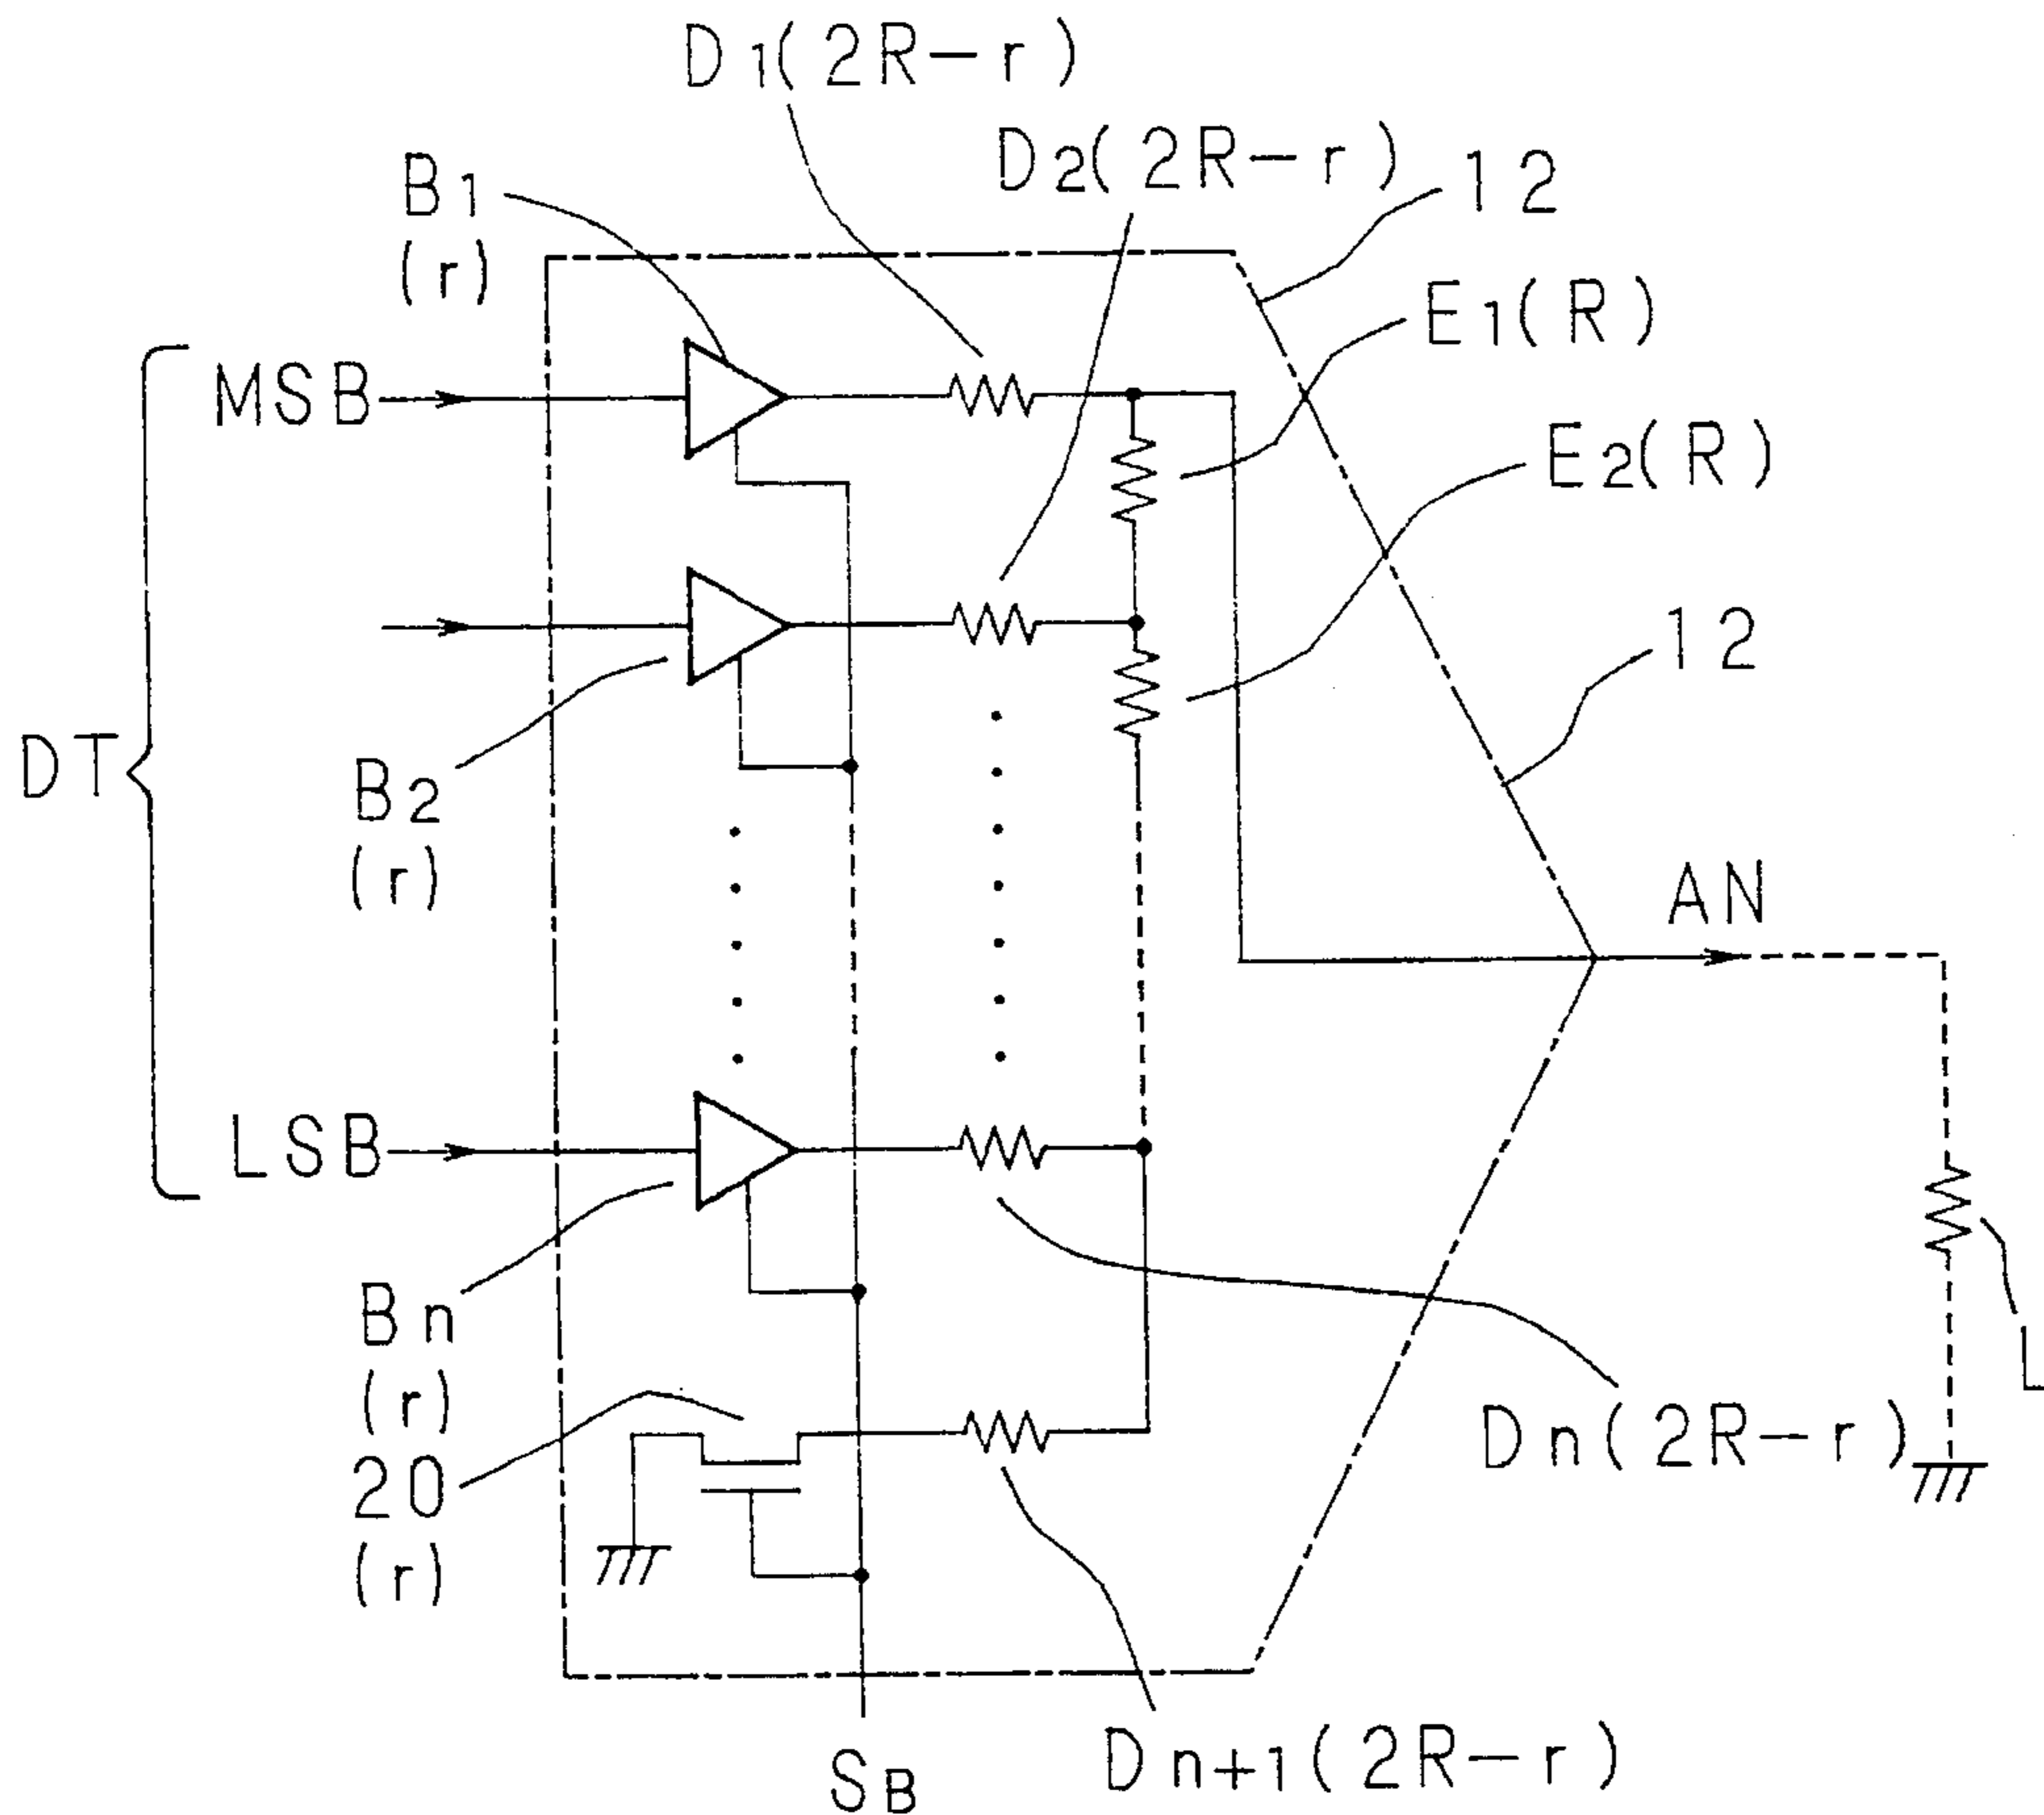 D1(2R-r)
D2(2R-r)
12
B1
(r)
E1(R)
MSB
E2(R)
12
DT
B2
(r)
AN
LSB
Bn
(r)
L
Dn(2R-r)
20
(r)
Dn+1(2R-r)
SB